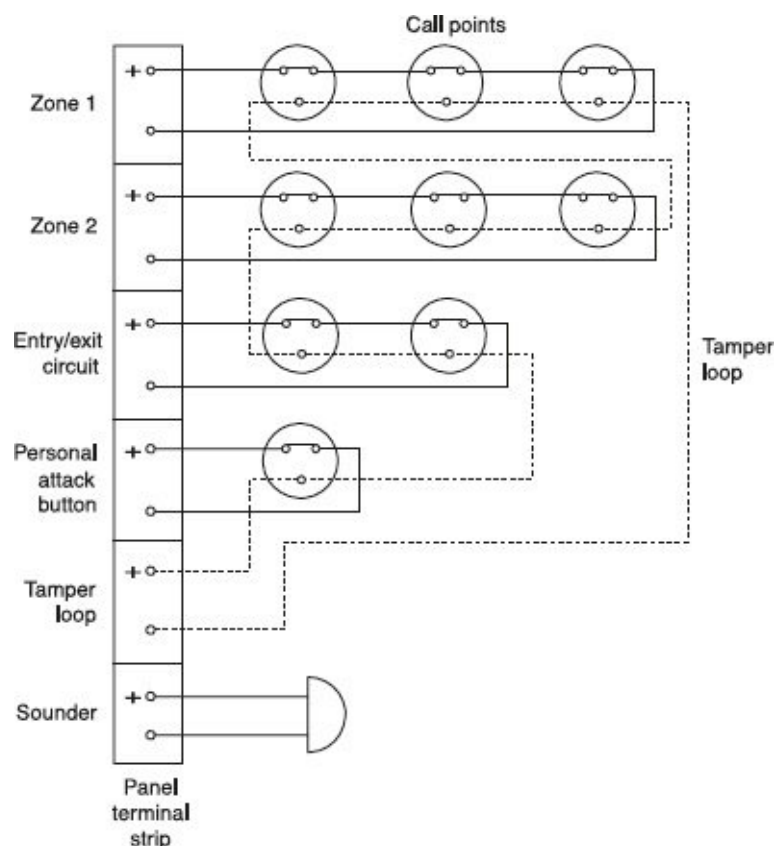 Call points
+
Zone 1
+
Zone 2
+
Entry/exit
circuit
Tamper
loop
+
Personal
attack
button
+
Tamper
loop
+
Sounder
Panel
terminal
strip